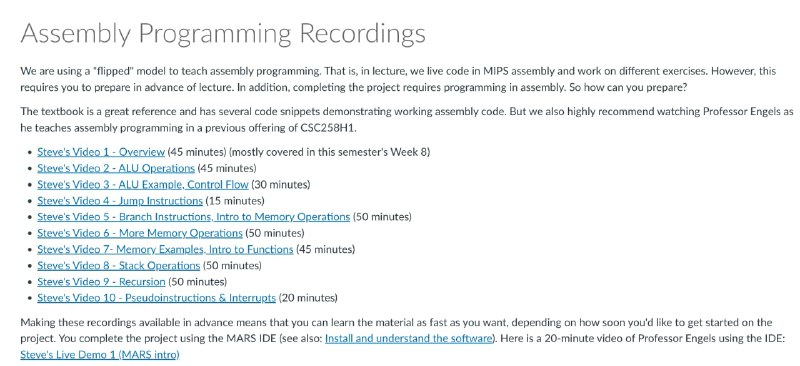 Assembly Programming Recordings
We are using a "flipped" model to teach assembly programming. That is, in lecture, we live code in MIPS assembly and work on different exercises. However, this
requires you to prepare in advance of lecture. In addition, completing the project requires programming in assembly. So how can you prepare?
The textbook is a great reference and has several code snippets demonstrating working assembly code. But we also highly recommend watching Professor Engels as
he teaches assembly programming in a previous offering of CSC258H1.
• Steve's Video 1 - Overview (45 minutes) (mostly covered in this semester's Week 8)
• Steve's Video 2 - ALU Operations (45 minutes)
• Steve's Video 3 - ALU Example, Control Flow (30 minutes)
• Steve's Video 4 - Jump Instructions (15 minutes)
• Steve's Video 5 - Branch Instructions, Intro to Memory Operations (50 minutes)
• Steve's Video 6 - More Memory Operations (50 minutes)
• Steve's Video 7- Memory Examples, Intro to Functions (45 minutes)
• Steve's Video 8 - Stack Operations (50 minutes)
• Steve's Video 9 - Recursion (50 minutes)
• Steve's Video 10 - Pseudoinstructions & Interrupts (20 minutes)
Making these recordings available in advance means that you can learn the material as fast as you want, depending on how soon you'd like to get started on the
project. You complete the project using the MARS IDE (see also: Install and understand the software). Here is a 20-minute video of Professor Engels using the IDE:
Steve's Live Demo 1 (MARS intro)